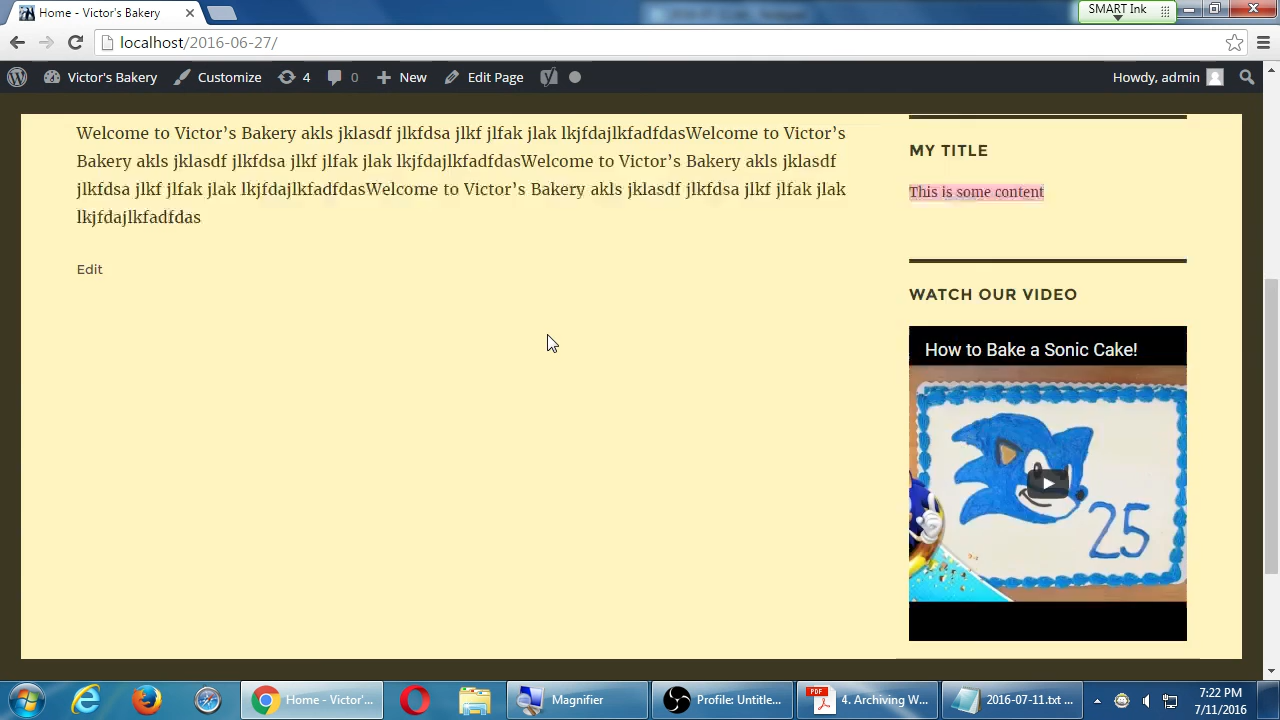 Home - Victor's Bakery
SMART Ink
localhost/2016-06-27/
Victor's Bakery Customize 4 0 New Edit Page Howdy, admin
Welcome to Victor's Bakery akls jklasdf jlkfdsa jlkf jlfak jlak lkjfdajlkfadfdasWelcome to Victor's
Bakery akls jklasdf jlkfdsa jlkf jlfak jlak lkjfdajlkfadfdasWelcome to Victor's Bakery akls jklasdf
jlkfdsa jlkf jlfak jlak lkjfdajlkfadfdasWelcome to Victor's Bakery akls jklasdf jlkfdsa jlkf jlfak jlak
lkjfdajlkfadfdas
Edit
MY TITLE
This is some content
WATCH OUR VIDEO
How to Bake a Sonic Cake!
25
Home - Victor'... Magnifier Profile: Untitle... PDF 4. Archiving W... 2016-07-11.txt ...
7:22 PM
7/11/2016